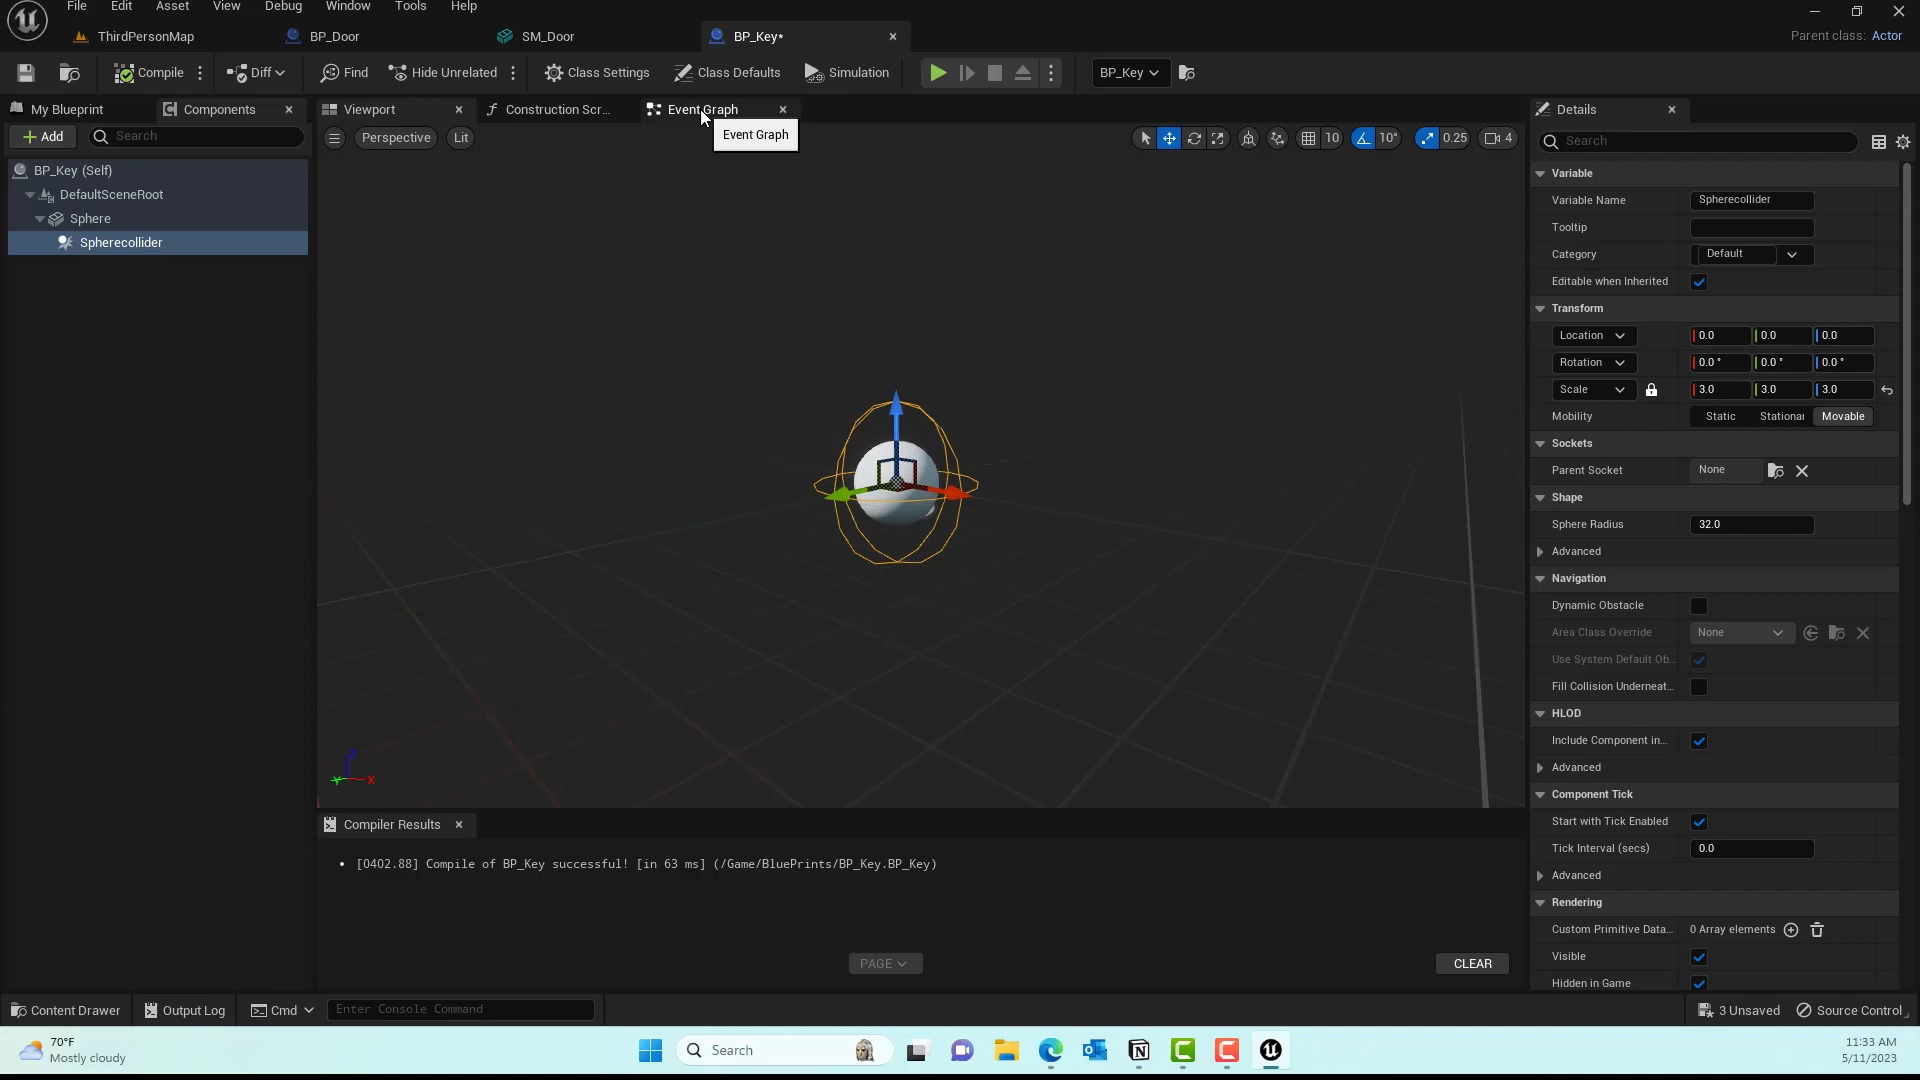 File Edit Asset View Debug Window Tools Help
ThirdPersonMap BP_Door SM_Door BP_Key* Parent class: Actor
Compile Diff Find Hide Unrelated Class Settings Class Defaults Simulation BP_Key
My Blueprint Components Viewport Construction Scr... Event Graph Details
Add Search Perspective Lit Event Graph 10 10° 0.25 4 Search
BP_Key (Self)
DefaultSceneRoot
Sphere
Spherecollider
Variable
Variable Name Spherecollider
Tooltip
Category Default
Editable when Inherited
Transform
Location 0.0 0.0 0.0
Rotation 0.0° 0.0° 0.0°
Scale 3.0 3.0 3.0
Mobility Static Stationar Movable
Sockets
Parent Socket None
Shape
Sphere Radius 32.0
Advanced
Navigation
Dynamic Obstacle
Area Class Override None
Use System Default Ob...
Fill Collision Underneat...
HLOD
Include Component in...
Advanced
Component Tick
Start with Tick Enabled
Tick Interval (secs) 0.0
Advanced
Rendering
Custom Primitive Data... 0 Array elements
Visible
Hidden in Game
Z
Y X
Compiler Results
• [0402.88] Compile of BP_Key successful! [in 63 ms] (/Game/BluePrints/BP_Key.BP_Key)
PAGE CLEAR
Content Drawer Output Log Cmd Enter Console Command 3 Unsaved Source Control
70°F
Mostly cloudy
Search
11:33 AM
5/11/2023